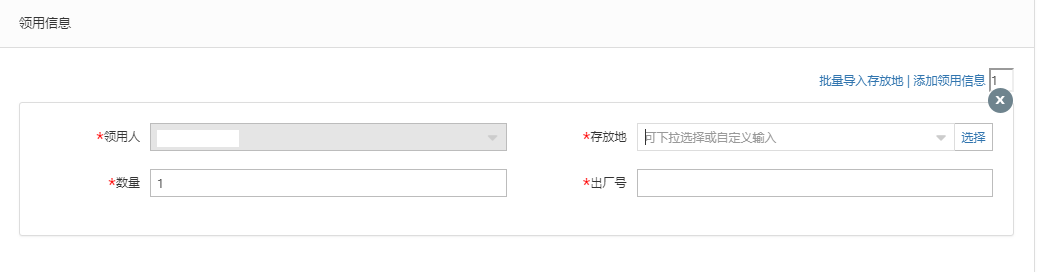 领用信息
批量导入存放地 | 添加领用信息 1
x
*领用人
*存放地 可下拉选择或自定义输入 选择
*数量 1
*出厂号